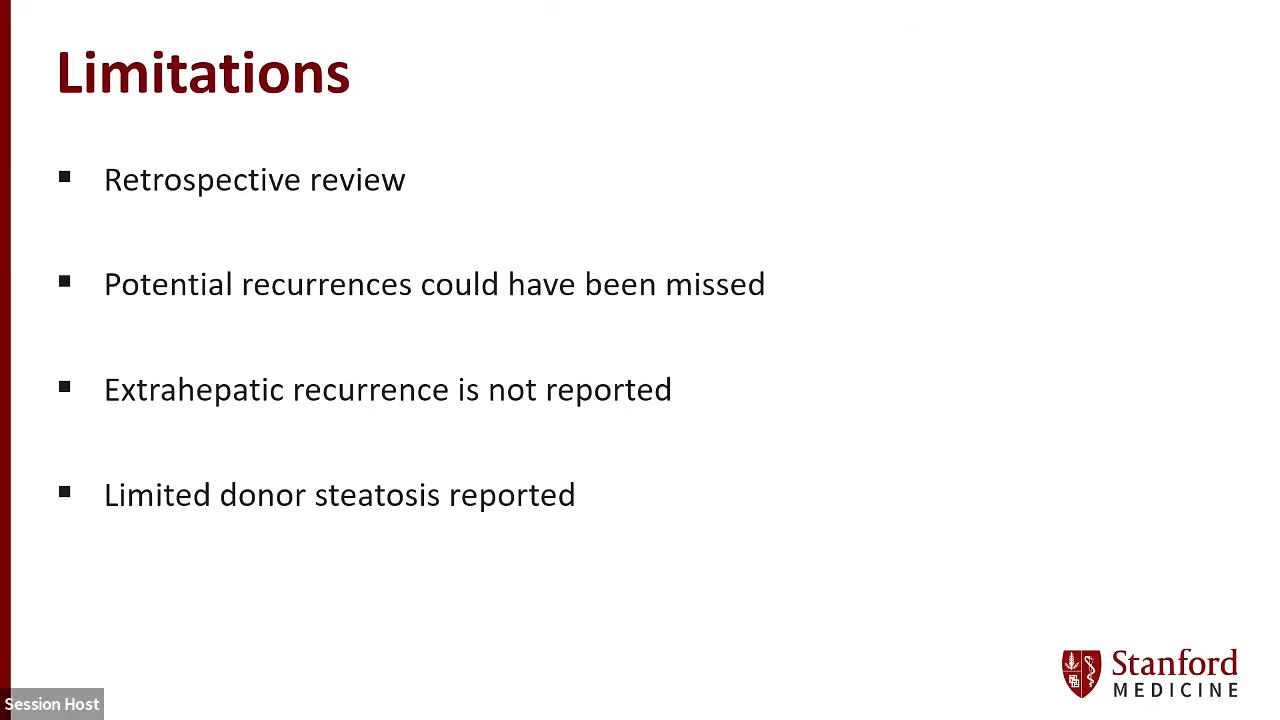 Limitations
▪ Retrospective review
▪ Potential recurrences could have been missed
▪ Extrahepatic recurrence is not reported
▪ Limited donor steatosis reported
Stanford
MEDICINE
Session Host